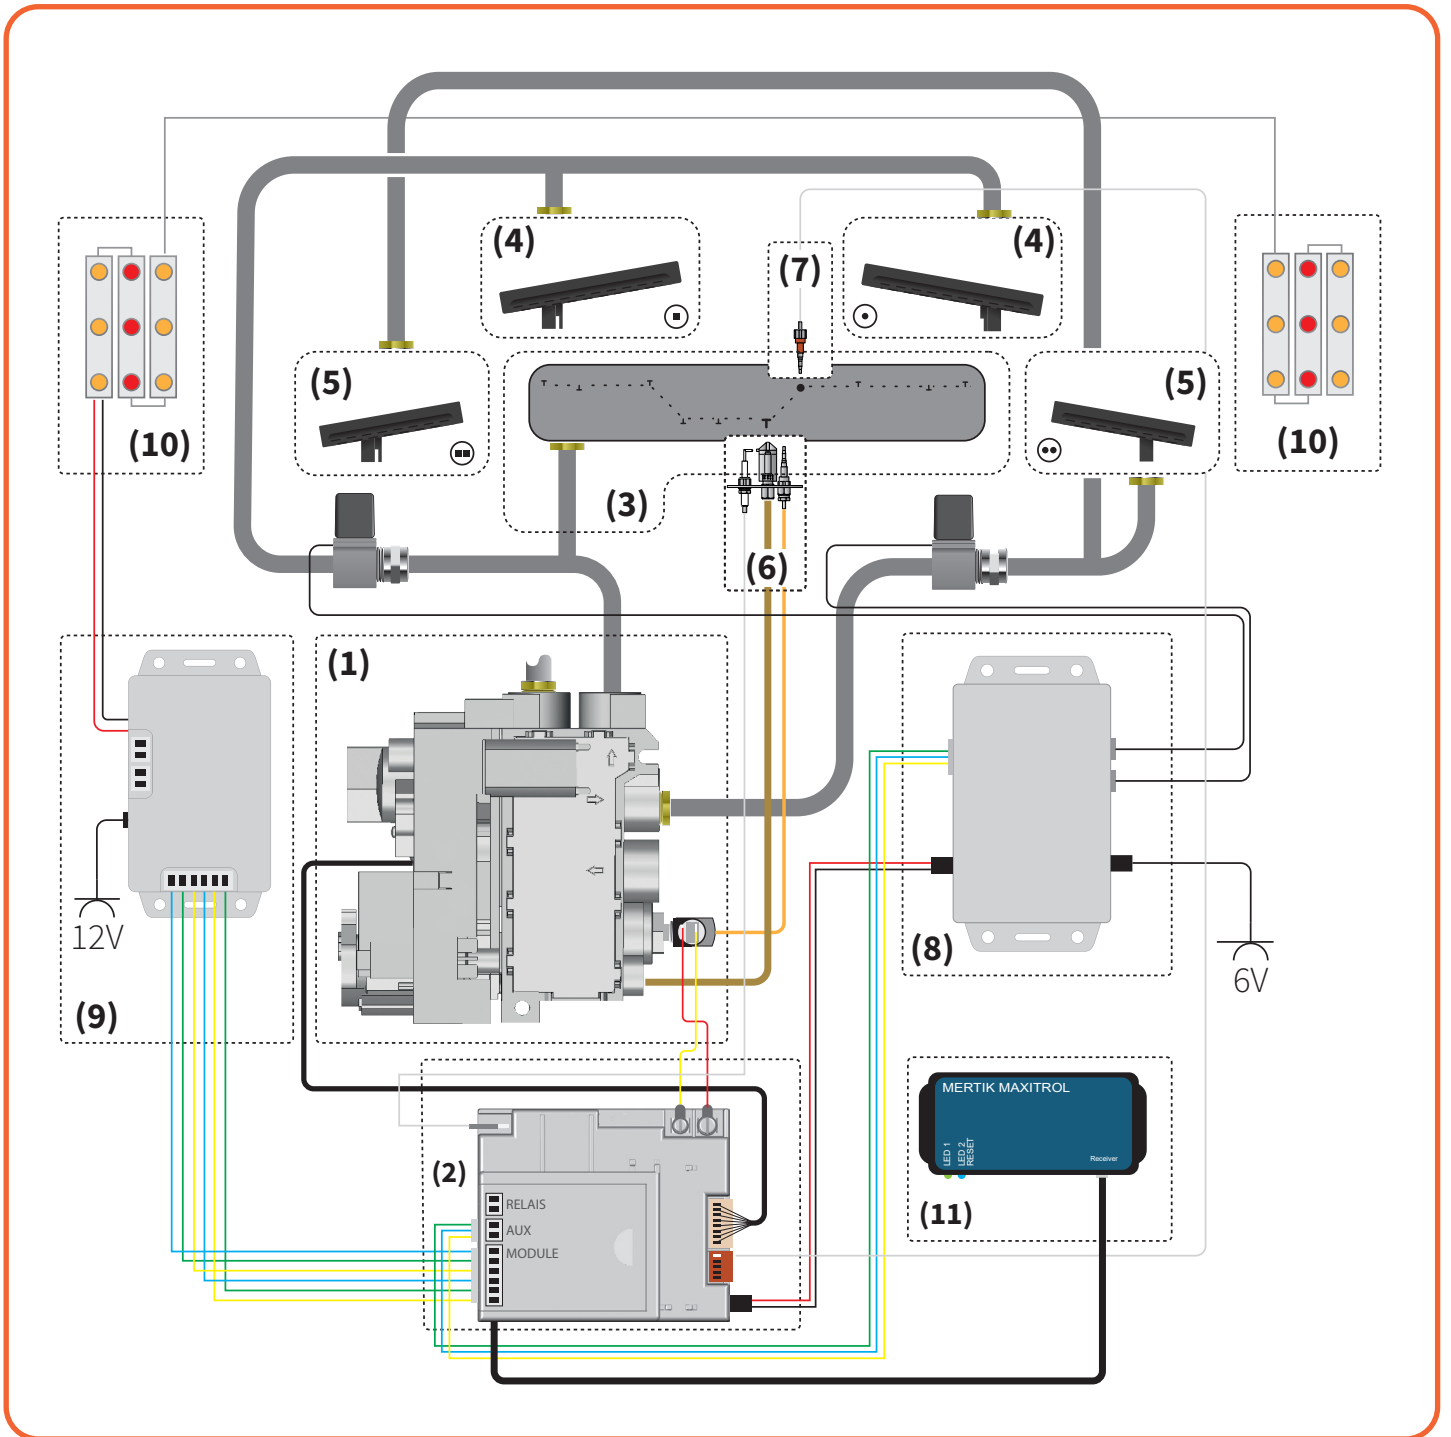 (4)
(4)
(7)
(5)
(5)
(10)
(10)
(3)
(6)
(1)
12V
(8)
6V
(9)
MERTIK MAXITROL
LED 1
LED 2
RESET
Receiver
(2)
RELAIS
AUX
MODULE
(11)